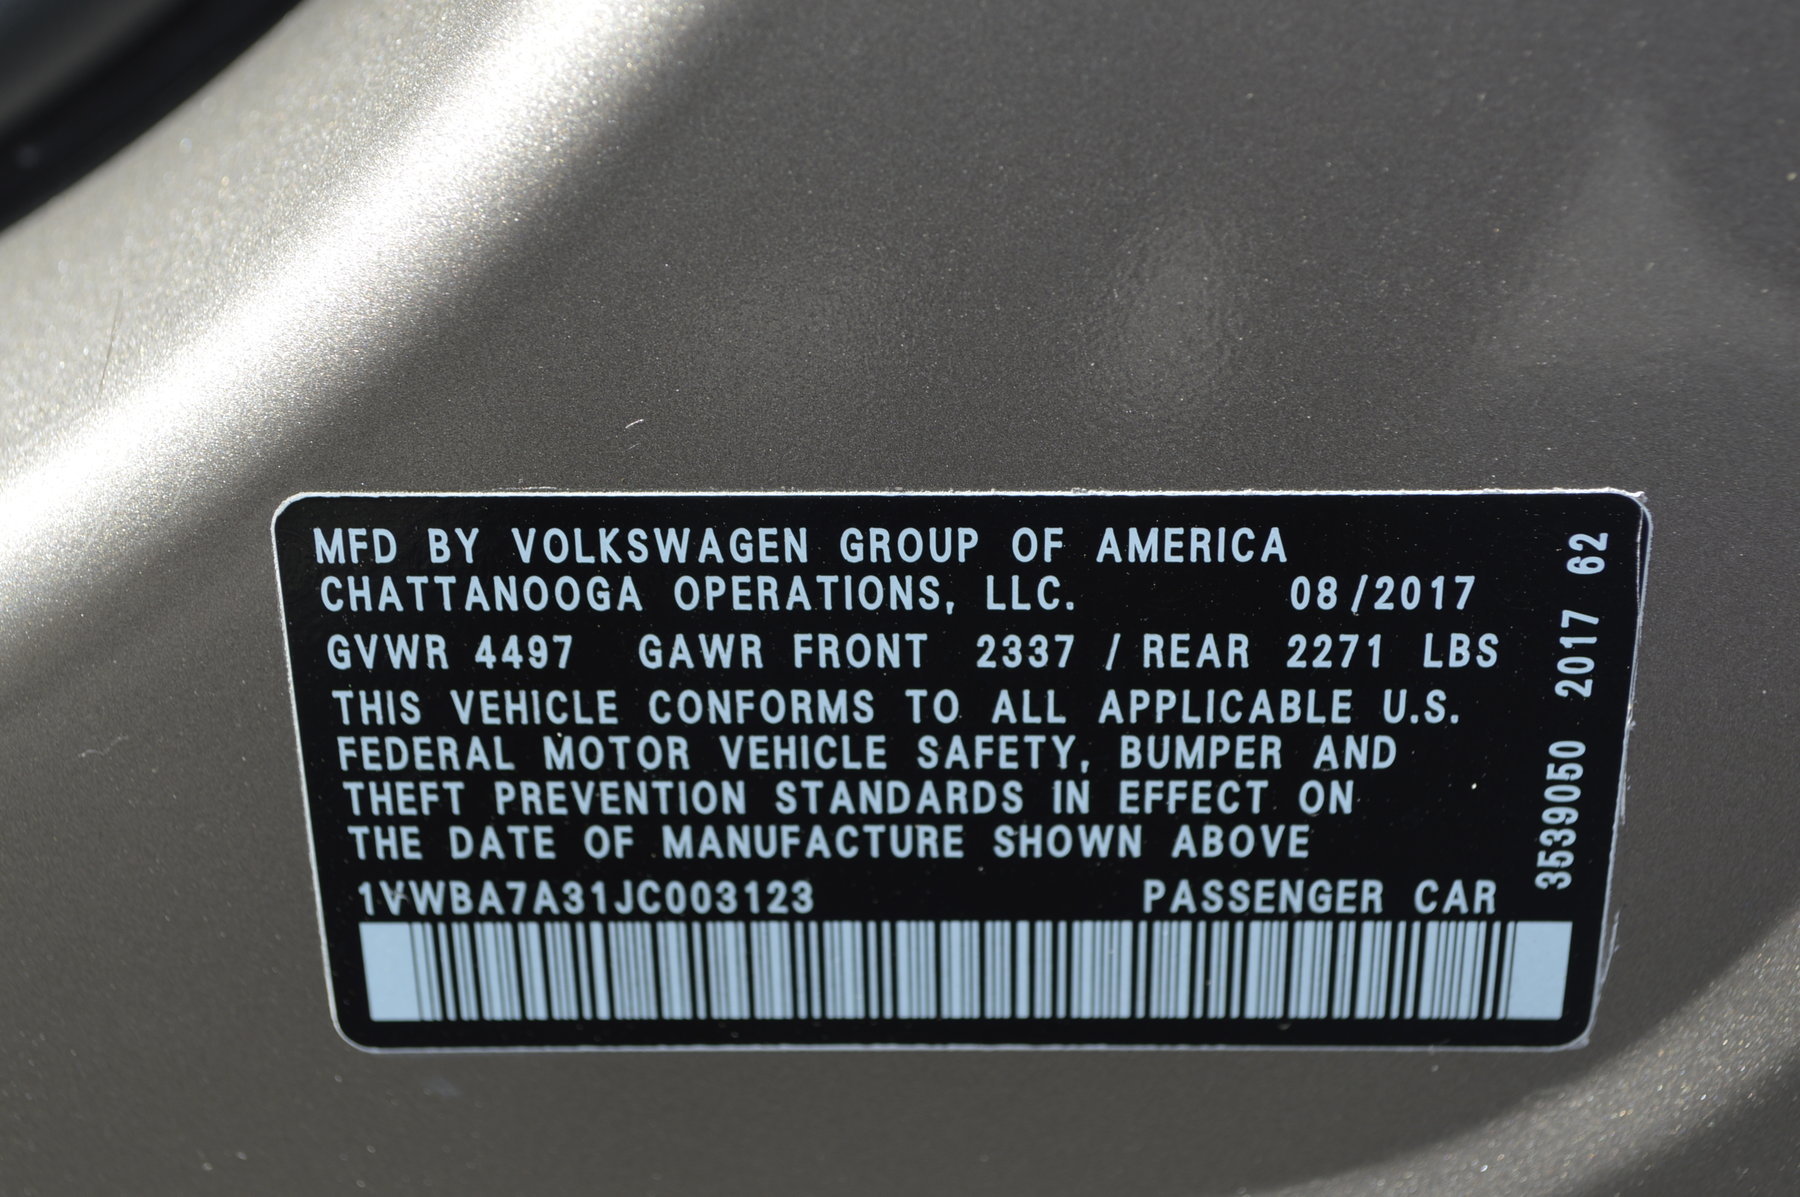 MFD BY VOLKSWAGEN GROUP OF AMERICA
CHATTANOOGA OPERATIONS, LLC. 08/2017
GVWR 4497 GAWR FRONT 2337 / REAR 2271 LBS
THIS VEHICLE CONFORMS TO ALL APPLICABLE U.S.
FEDERAL MOTOR VEHICLE SAFETY, BUMPER AND
THEFT PREVENTION STANDARDS IN EFFECT ON
THE DATE OF MANUFACTURE SHOWN ABOVE
1VWBA7A31JC003123 PASSENGER CAR
3539050 2017 62